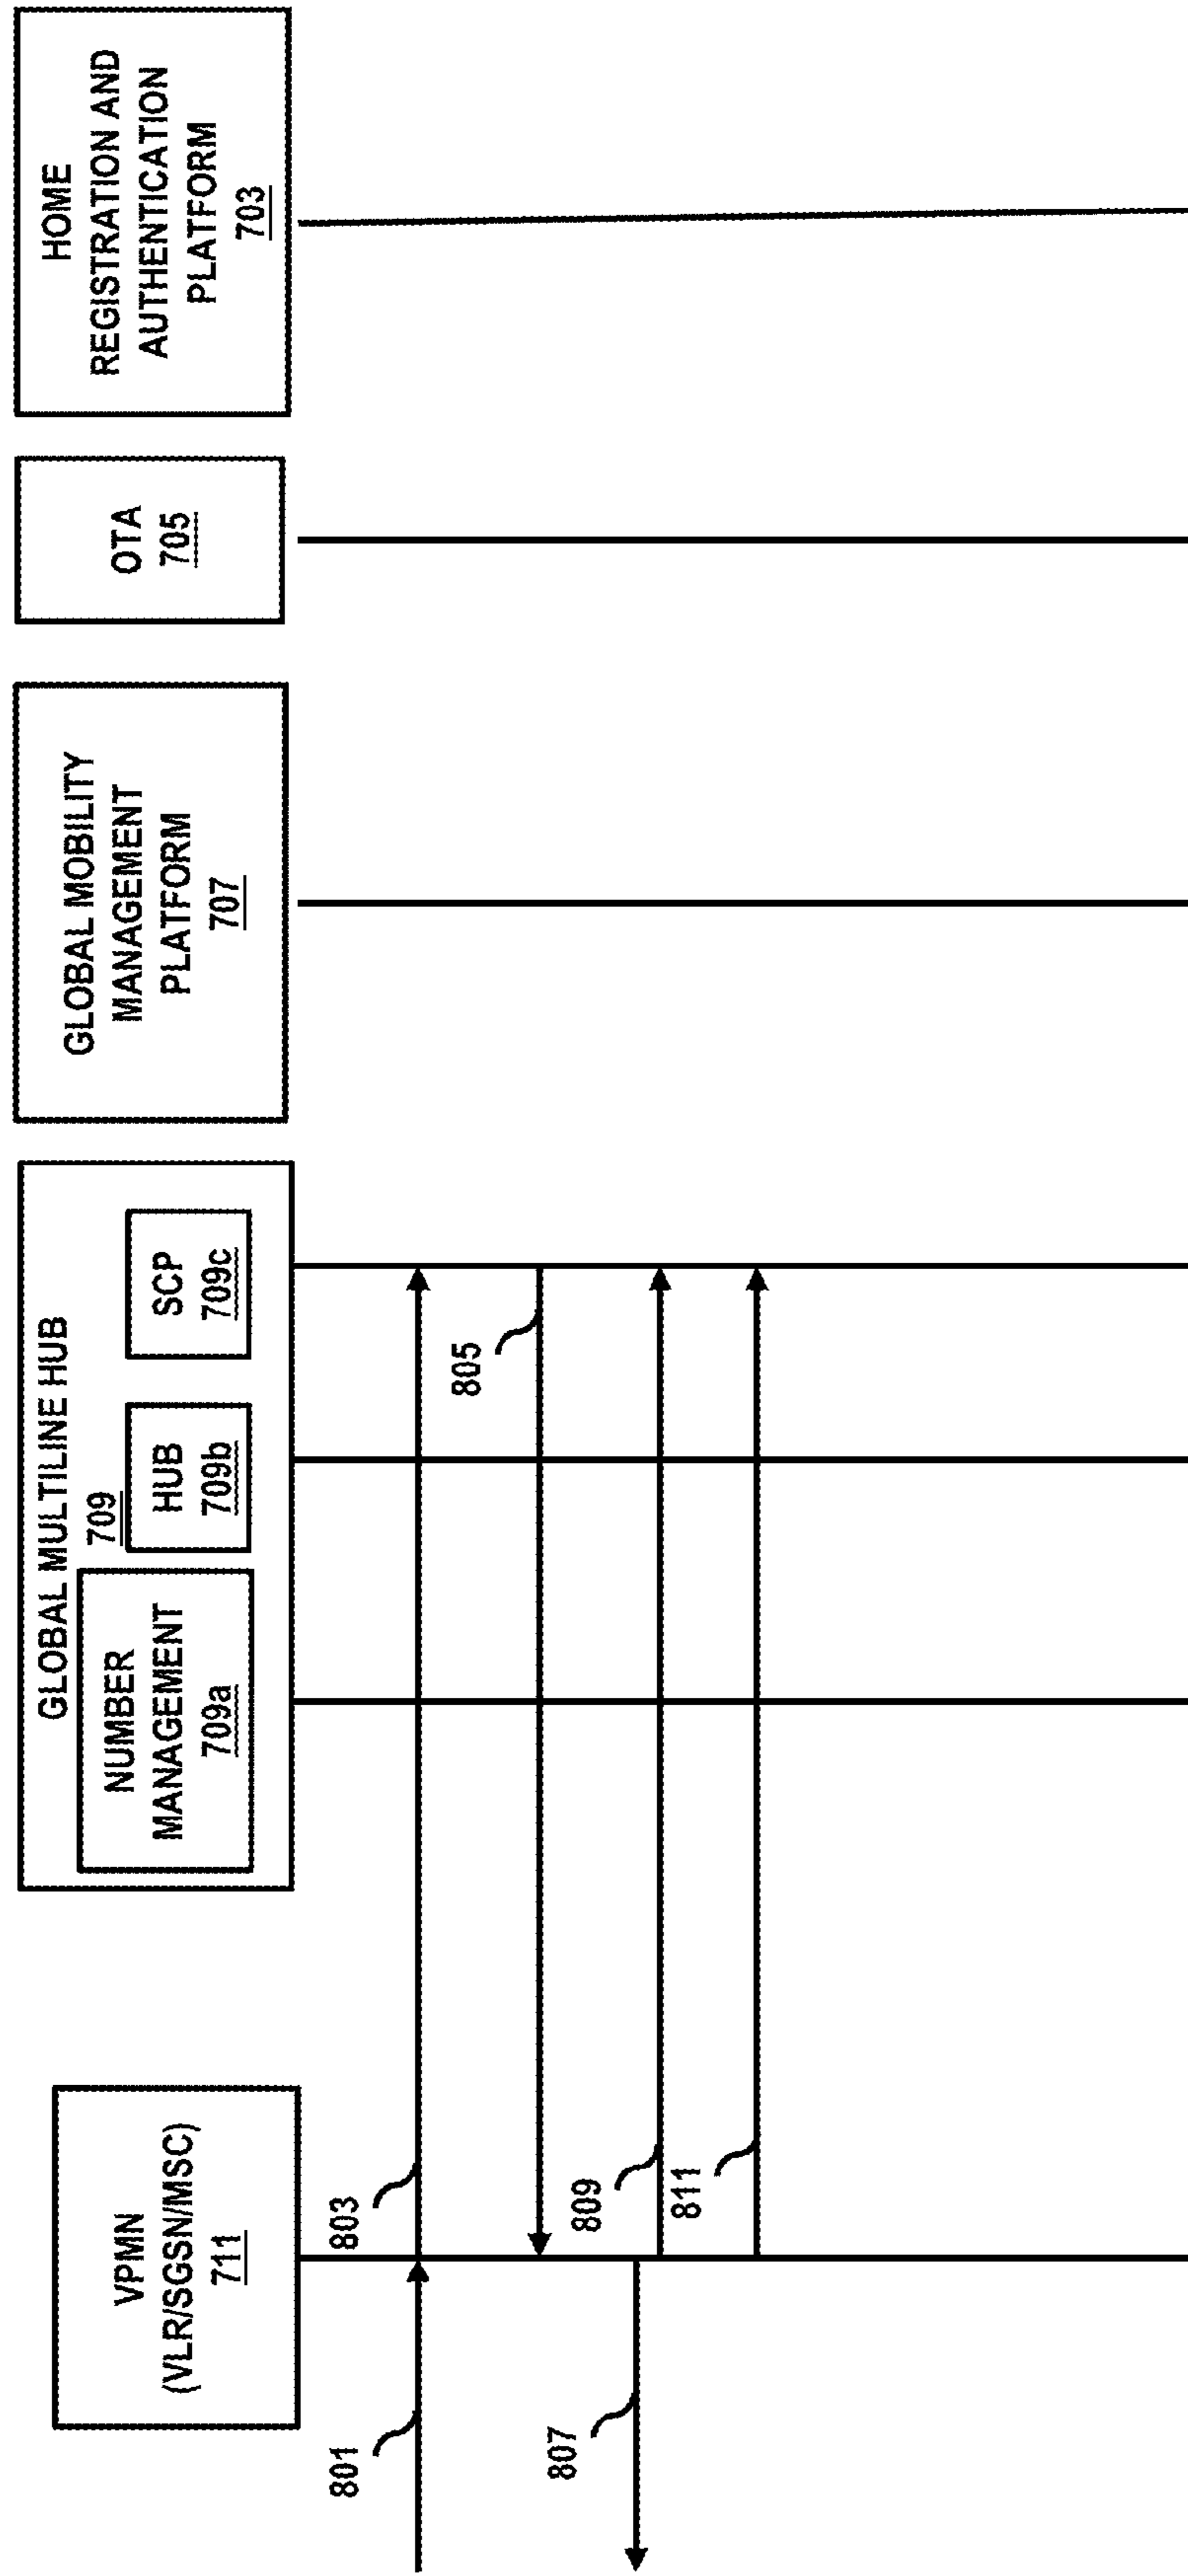 VPMN
(VLR/SGSN/MSC)
711
GLOBAL MULTILINE HUB
709
NUMBER
MANAGEMENT
709a
HUB
709b
SCP
709c
GLOBAL MOBILITY
MANAGEMENT
PLATFORM
707
OTA
705
HOME
REGISTRATION AND
AUTHENTICATION
PLATFORM
703
801
803
805
807
809
811